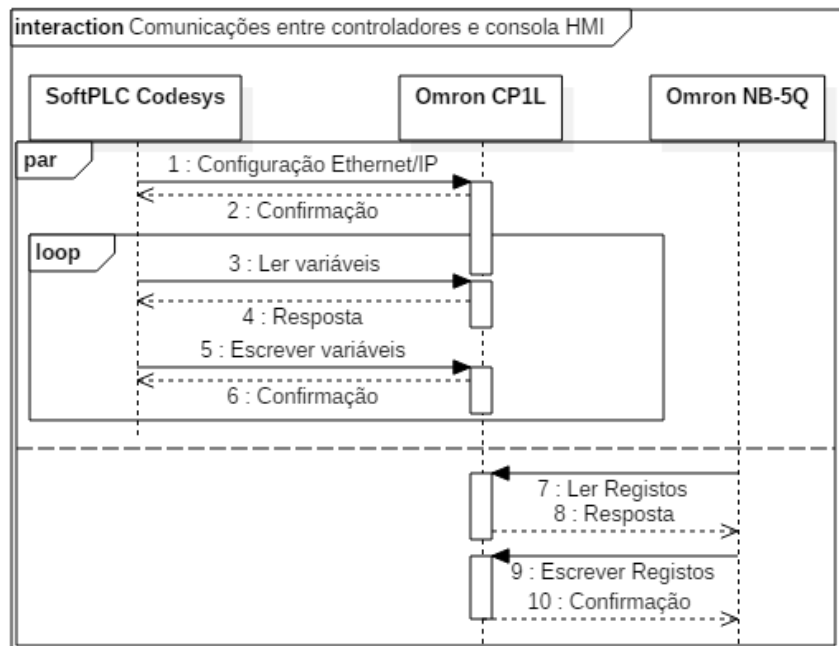 interaction Comunicações entre controladores e consola HMI
SoftPLC Codesys
Omron CP1L
Omron NB-5Q
par
1 : Configuração Ethernet/IP
2 : Confirmação
loop
3 : Ler variáveis
4 : Resposta
5 : Escrever variáveis
6 : Confirmação
7 : Ler Registos
8 : Resposta
9 : Escrever Registos
10 : Confirmação